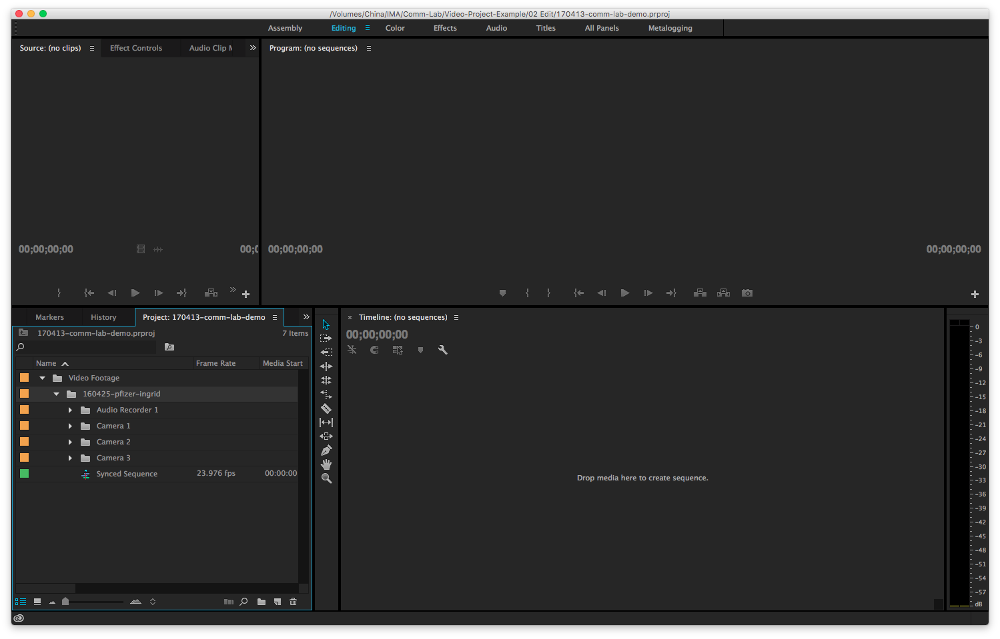 /Volumes/China/IMA/Comm-Lab/Video-Project-Example/02 Edit/170413-comm-lab-demo.prproj
Assembly Editing Color Effects Audio Titles All Panels Metalogging
Source: (no clips) Effect Controls Audio Clip M
Program: (no sequences)
00;00;00;00 00;0
00;00;00;00 00;00;00;00
Markers History Project: 170413-comm-lab-demo
170413-comm-lab-demo.prproj 7 Items
Name Frame Rate Media Start
Video Footage
160425-pfizer-ingrid
Audio Recorder 1
Camera 1
Camera 2
Camera 3
Synced Sequence 23.976 fps 00:00:00
× Timeline: (no sequences)
00;00;00;00
Drop media here to create sequence.
0
-3
-6
-9
-12
-15
-18
-21
-24
-27
-30
-33
-36
-39
-42
-45
-48
-51
-54
-57
dB